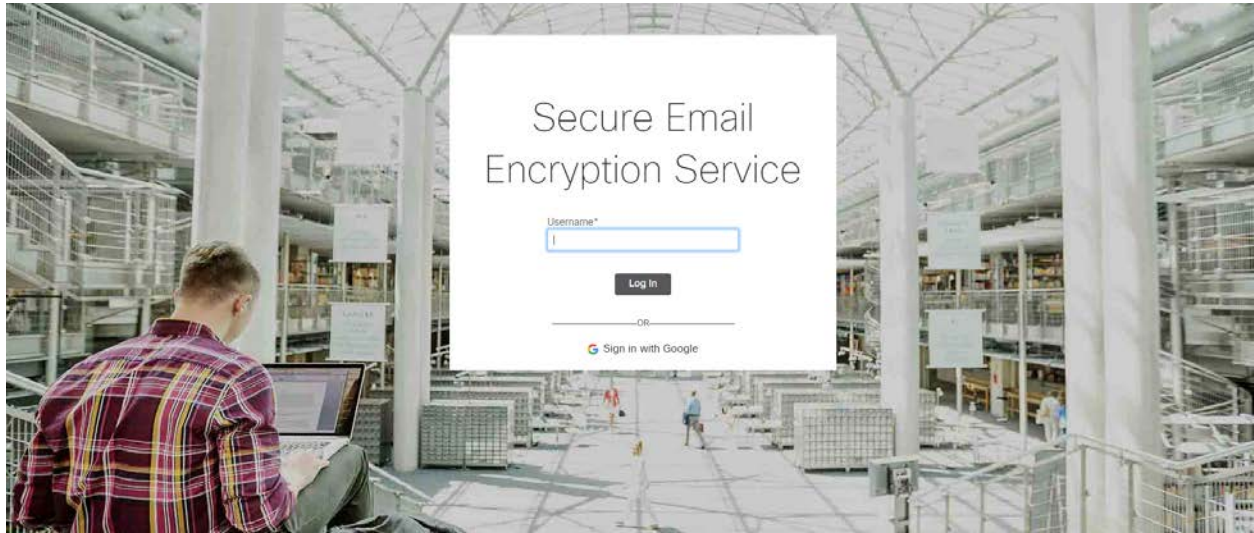 Secure Email
Encryption Service
Username*
Log In
OR
Sign in with Google